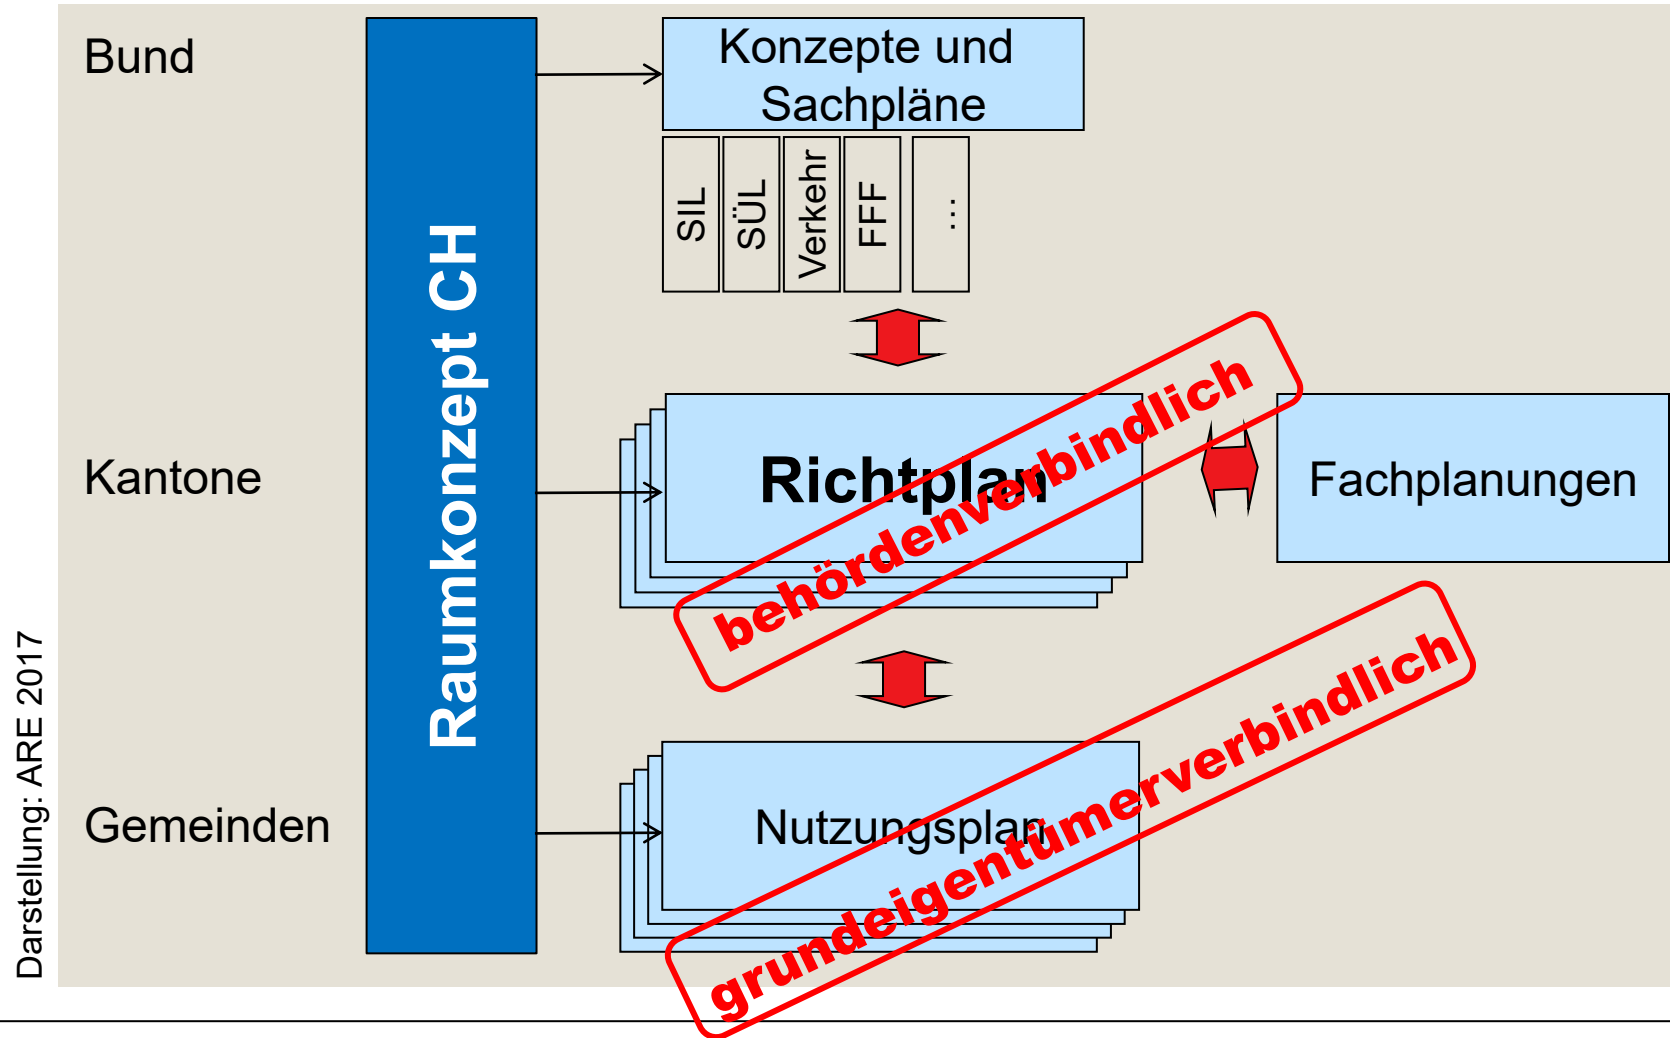 Bund
Konzepte und
Sachpläne
SIL
SÜL
Verkehr
FFF
...
Raumkonzept CH
Kantone
Richtplan
behördenverbindlich
Fachplanungen
Gemeinden
Nutzungsplan
grundeigentümerverbindlich
Darstellung: ARE 2017